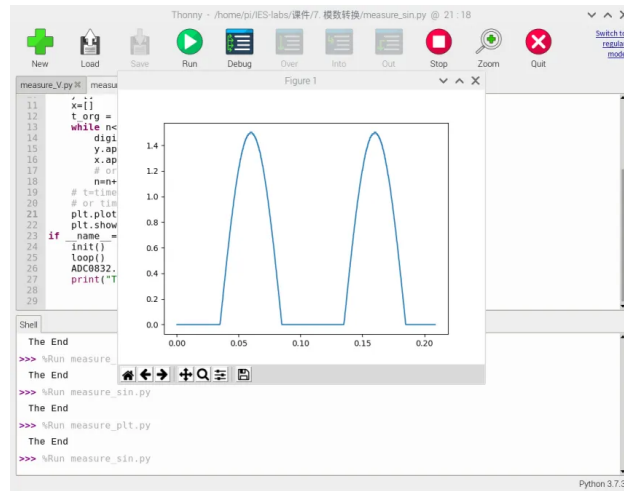 Thonny - /home/pi/IES-labs/课件/7. 模数转换/measure_sin.py @ 21 : 18
New Load Save Run Debug Over Into Out Stop Zoom Quit
Switch to
regular
mode
measure_V.py measu
Figure 1
11 x=[]
12 t_org =
13 while n<
14 digi
15 y.ap
16 x.ap
17 # or
18 n=n+
19 # t=time
20 # or tim
21 plt.plot
22 plt.show
23 if __name__=
24 init()
25 loop()
26 ADC0832.
27 print("T
28
29
1.4
1.2
1.0
0.8
0.6
0.4
0.2
0.0
0.00 0.05 0.10 0.15 0.20
Shell
The End
>>> %Run measure_
The End
>>> %Run measure_sin.py
The End
>>> %Run measure_plt.py
The End
>>> %Run measure_sin.py
Python 3.7.3